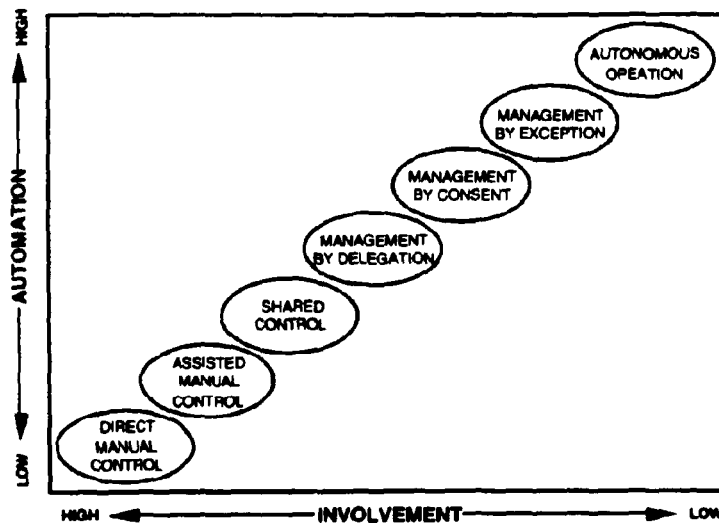 HIGH
AUTOMATION
LOW
AUTONOMOUS
OPEATION
MANAGEMENT
BY EXCEPTION
MANAGEMENT
BY CONSENT
MANAGEMENT
BY DELEGATION
SHARED
CONTROL
ASSISTED
MANUAL
CONTROL
DIRECT
MANUAL
CONTROL
HIGH INVOLVEMENT LOW